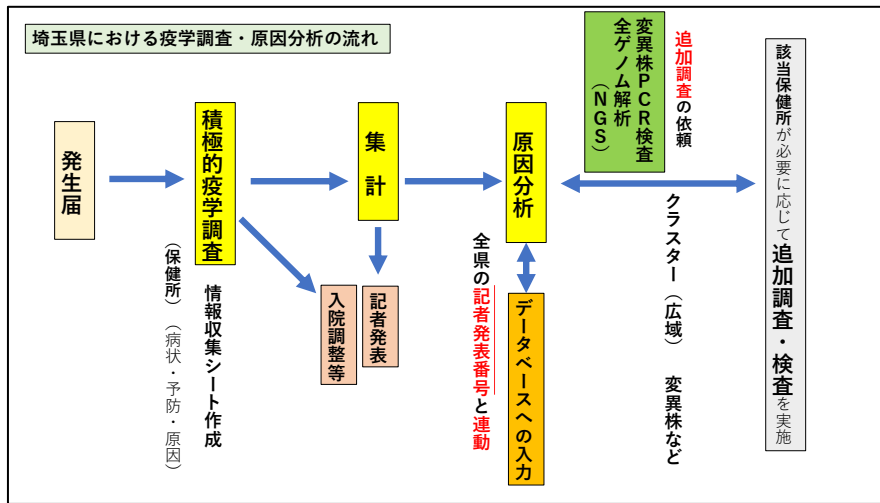 埼玉県における疫学調査・原因分析の流れ
発生届
積極的疫学調査
（保健所）
（病状・予防・原因）
情報収集シート作成
集計
入院調整等
記者発表
原因分析
全県の記者発表番号と連動
データベースへの入力
変異株PCR検査
全ゲノム解析
（NGS）
追加調査の依頼
クラスター（広域）　変異株など
該当保健所が必要に応じて追加調査・検査を実施